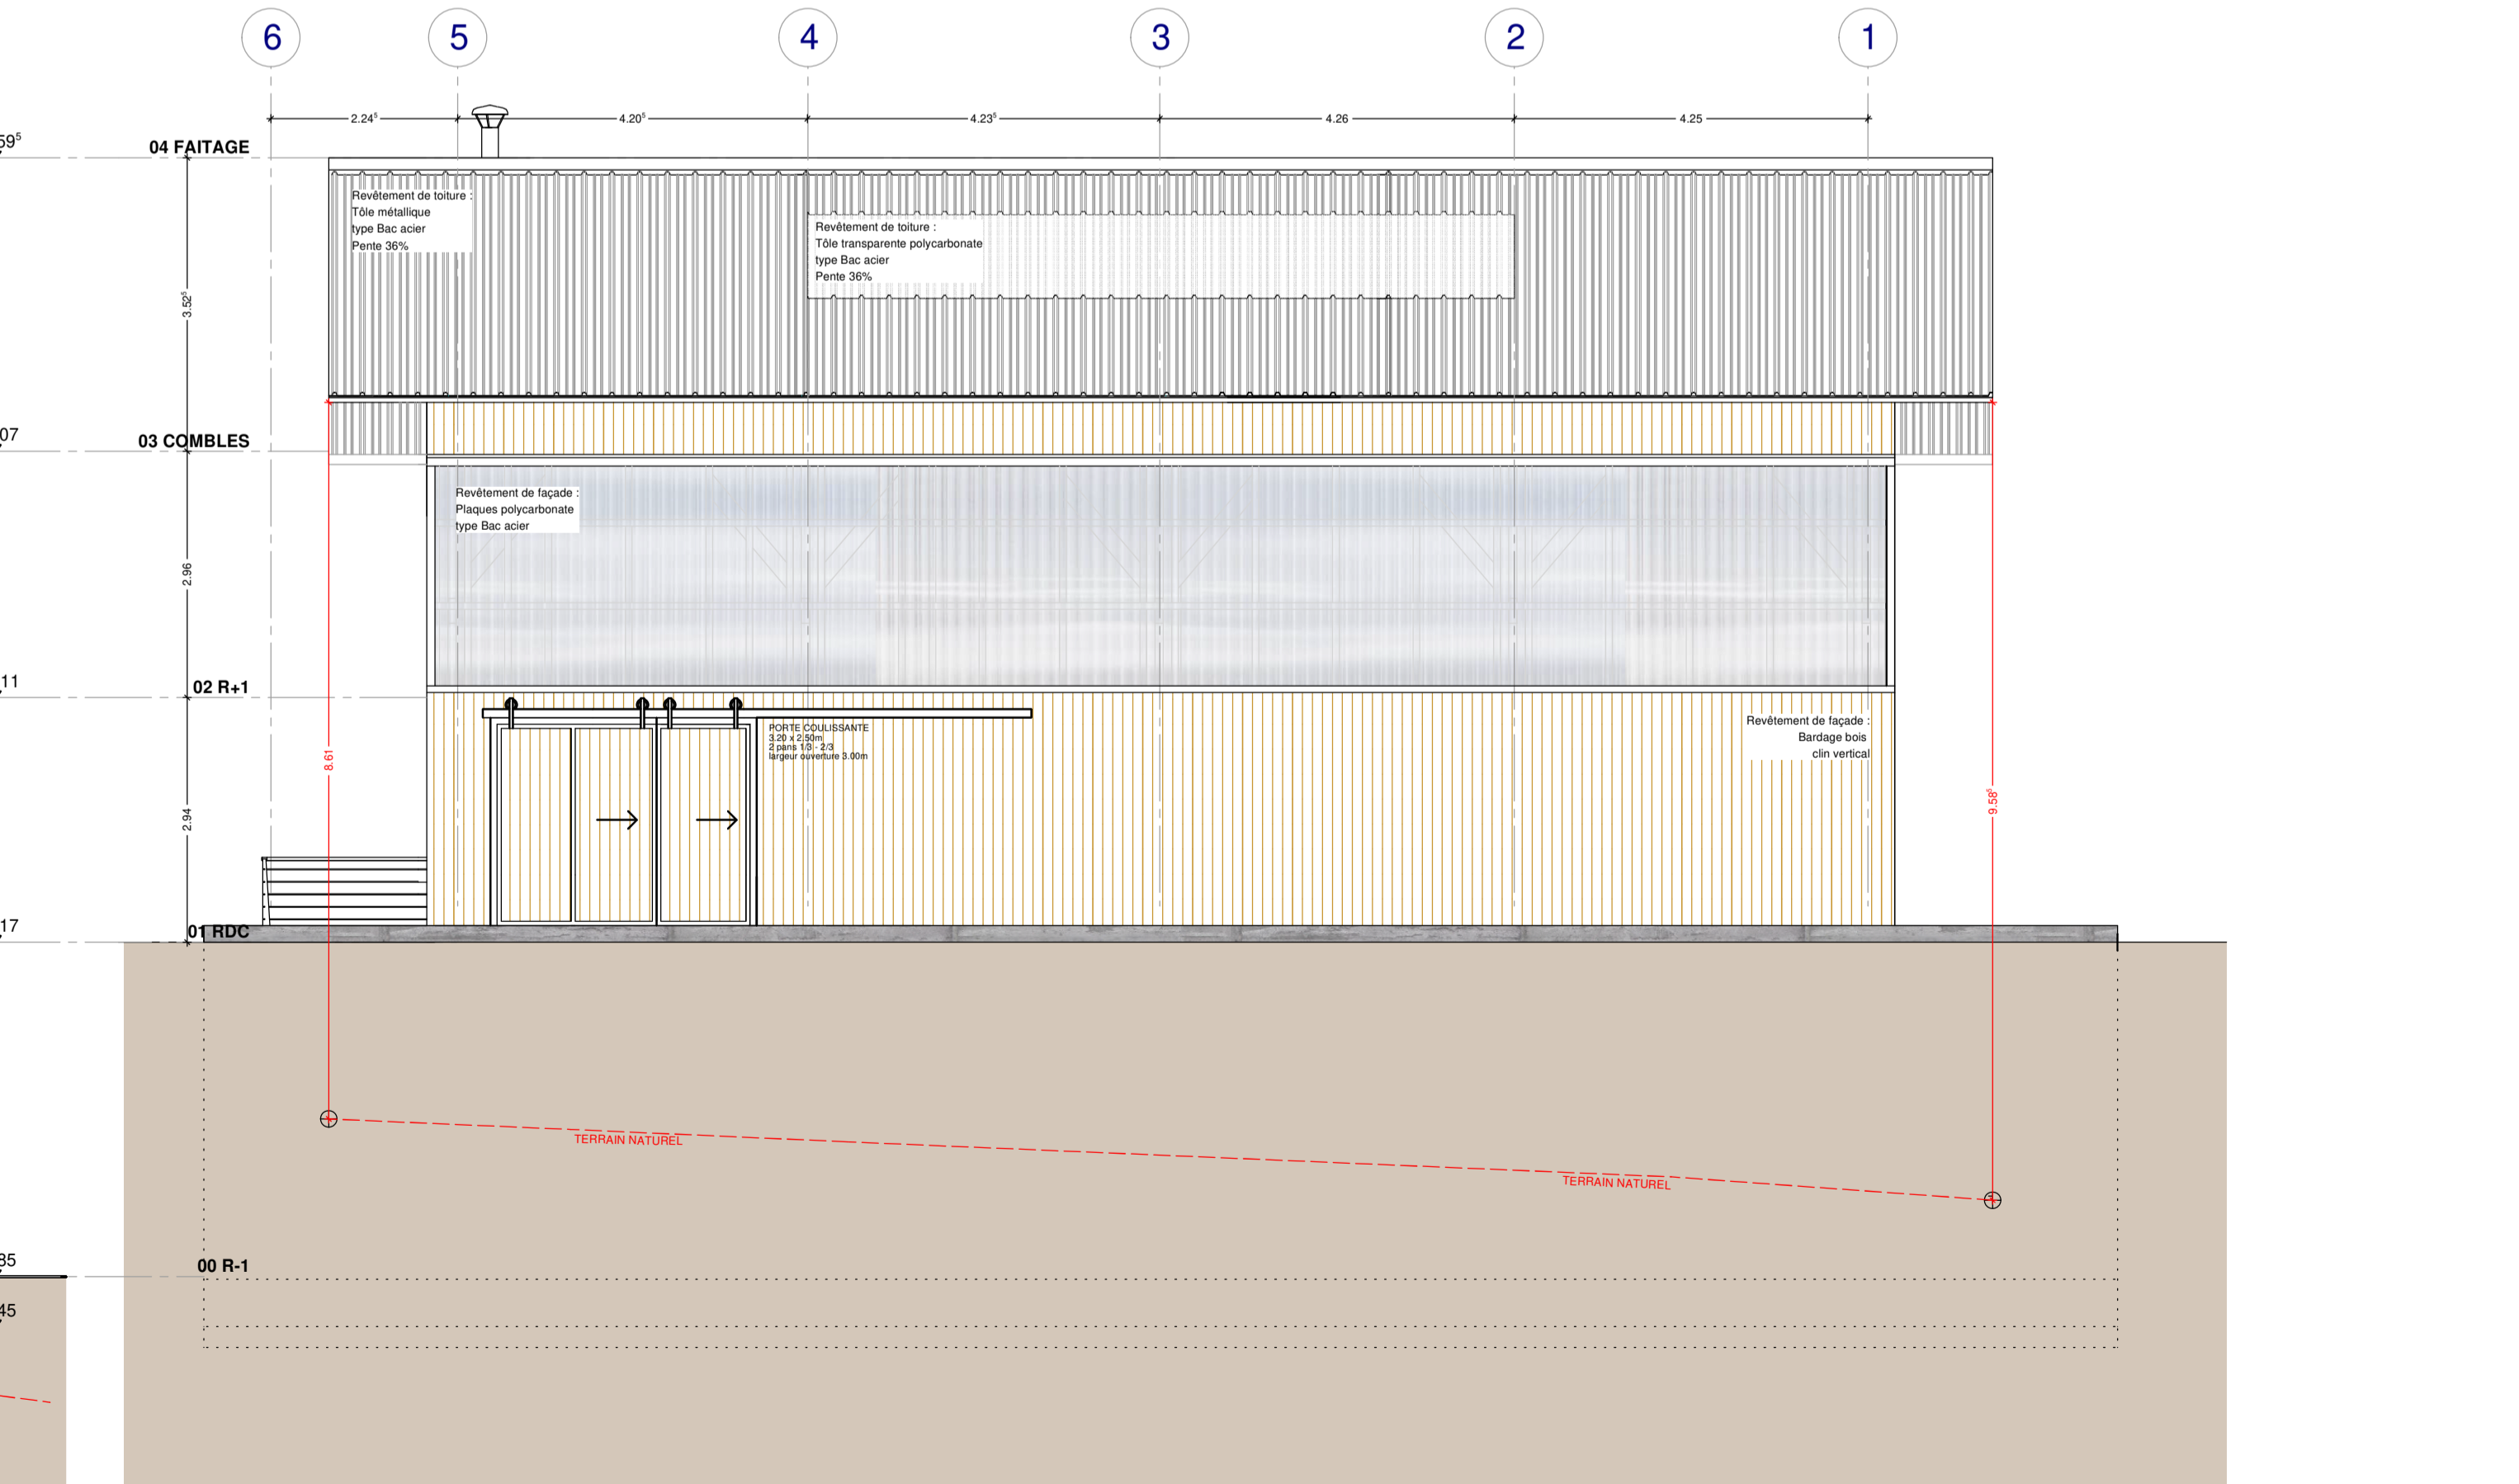 6 5 4 3 2 1
2.24⁵ 4.20⁵ 4.23⁵ 4.26 4.25
59⁵
04 FAITAGE
Revêtement de toiture :
Tôle métallique
type Bac acier
Pente 36%
Revêtement de toiture :
Tôle transparente polycarbonate
type Bac acier
Pente 36%
3.52⁵
07
03 COMBLES
Revêtement de façade :
Plaques polycarbonate
type Bac acier
2.96
11
02 R+1
PORTE COULISSANTE
3.20 x 2.50m
2 pans 1/3 - 2/3
largeur ouverture 3.00m
Revêtement de façade :
Bardage bois
clin vertical
8.61
9.58⁵
2.94
17
01 RDC
TERRAIN NATUREL
TERRAIN NATUREL
85
00 R-1
45